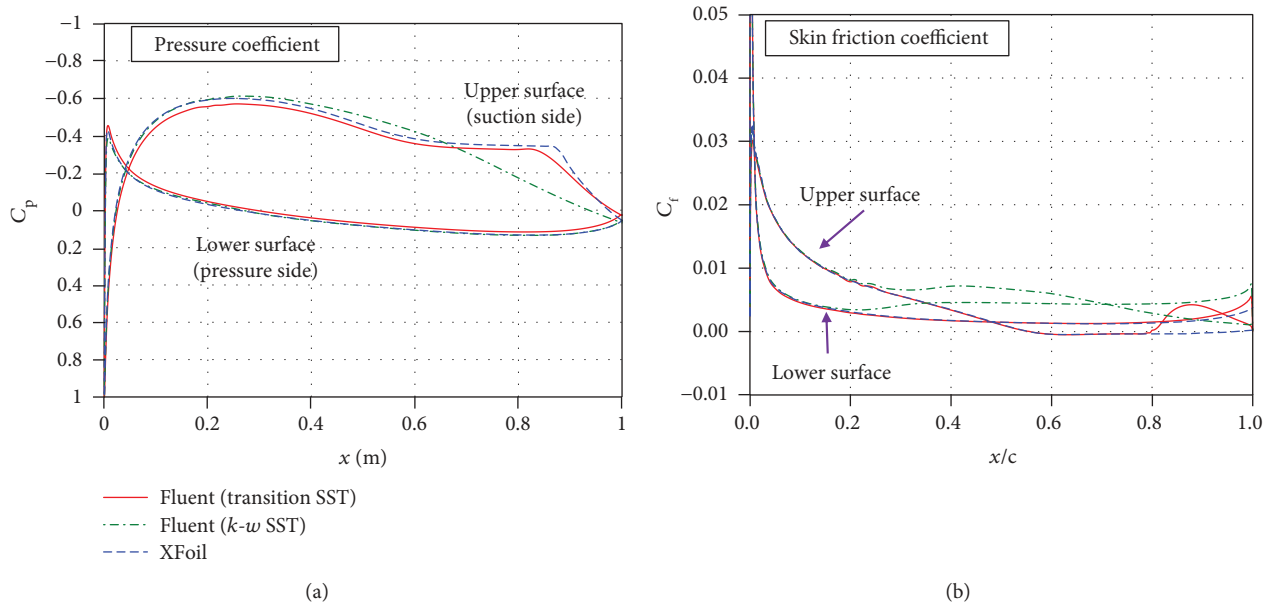 Pressure coefficient
−1
−0.8
−0.6
−0.4
−0.2
0
0.2
0.4
0.6
0.8
1
Cp
Upper surface
(suction side)
Lower surface
(pressure side)
0 0.2 0.4 0.6 0.8 1
x (m)
Fluent (transition SST)
Fluent (k-w SST)
XFoil
(a)
Skin friction coefficient
0.05
0.04
0.03
0.02
0.01
0.00
−0.01
Cf
Upper surface
Lower surface
0.0 0.2 0.4 0.6 0.8 1.0
x/c
(b)